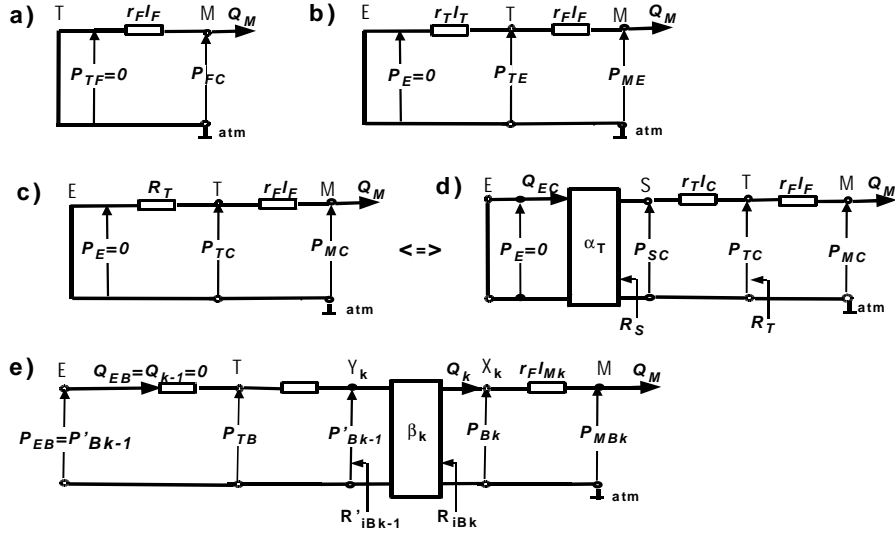 a) T r_F l_F M Q_M
P_TF=0 P_FC
atm
b) E r_T l_T T r_F l_F M Q_M
P_E=0 P_TE P_ME
atm
c) E R_T T r_F l_F M Q_M
P_E=0 P_TC P_MC
atm
<=>
d) E Q_EC S r_T l_C T r_F l_F M Q_M
P_E=0 α_T P_SC P_TC P_MC
R_S R_T atm
e) E Q_EB=Q_k-1=0 T Y_k Q_k X_k r_F l_Mk M Q_M
P_EB=P'_Bk-1 P_TB P'_Bk-1 β_k P_Bk P_MBk
R'_iBk-1 R_iBk atm